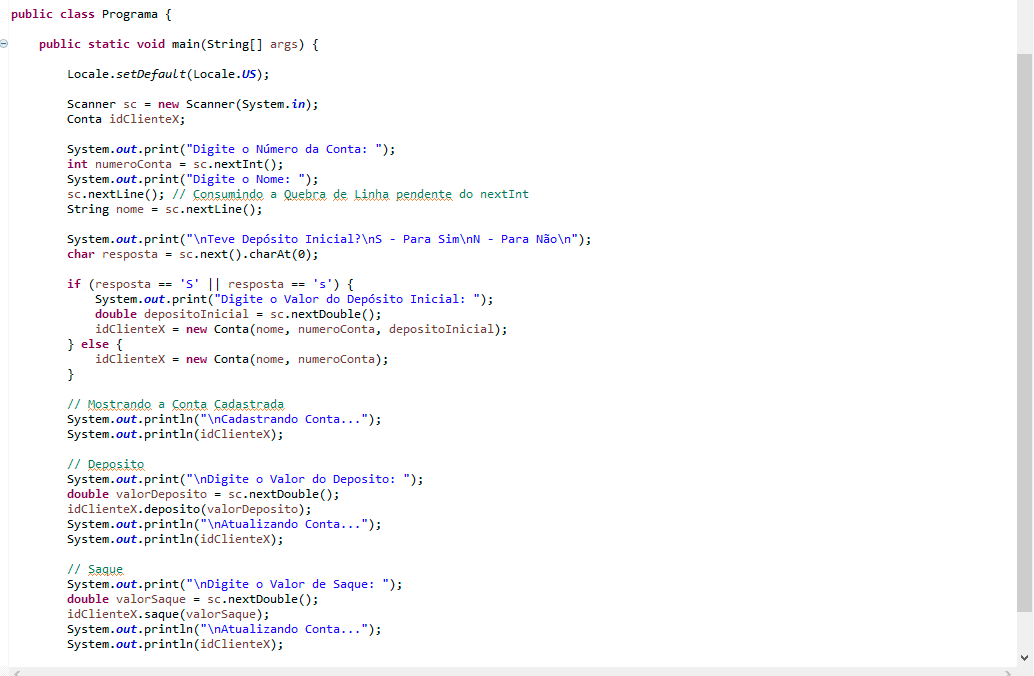 public class Programa {
public static void main(String[] args) {
Locale.setDefault(Locale.US);
Scanner sc = new Scanner(System.in);
Conta idClienteX;
System.out.print("Digite o Número da Conta: ");
int numeroConta = sc.nextInt();
System.out.print("Digite o Nome: ");
sc.nextLine(); // Consumindo a Quebra de Linha pendente do nextInt
String nome = sc.nextLine();
System.out.print("\nTeve Depósito Inicial?\nS - Para Sim\nN - Para Não\n");
char resposta = sc.next().charAt(0);
if (resposta == 'S' || resposta == 's') {
System.out.print("Digite o Valor do Depósito Inicial: ");
double depositoInicial = sc.nextDouble();
idClienteX = new Conta(nome, numeroConta, depositoInicial);
} else {
idClienteX = new Conta(nome, numeroConta);
}
// Mostrando a Conta Cadastrada
System.out.println("\nCadastrando Conta...");
System.out.println(idClienteX);
// Deposito
System.out.print("\nDigite o Valor do Deposito: ");
double valorDeposito = sc.nextDouble();
idClienteX.deposito(valorDeposito);
System.out.println("\nAtualizando Conta...");
System.out.println(idClienteX);
// Saque
System.out.print("\nDigite o Valor de Saque: ");
double valorSaque = sc.nextDouble();
idClienteX.saque(valorSaque);
System.out.println("\nAtualizando Conta...");
System.out.println(idClienteX);